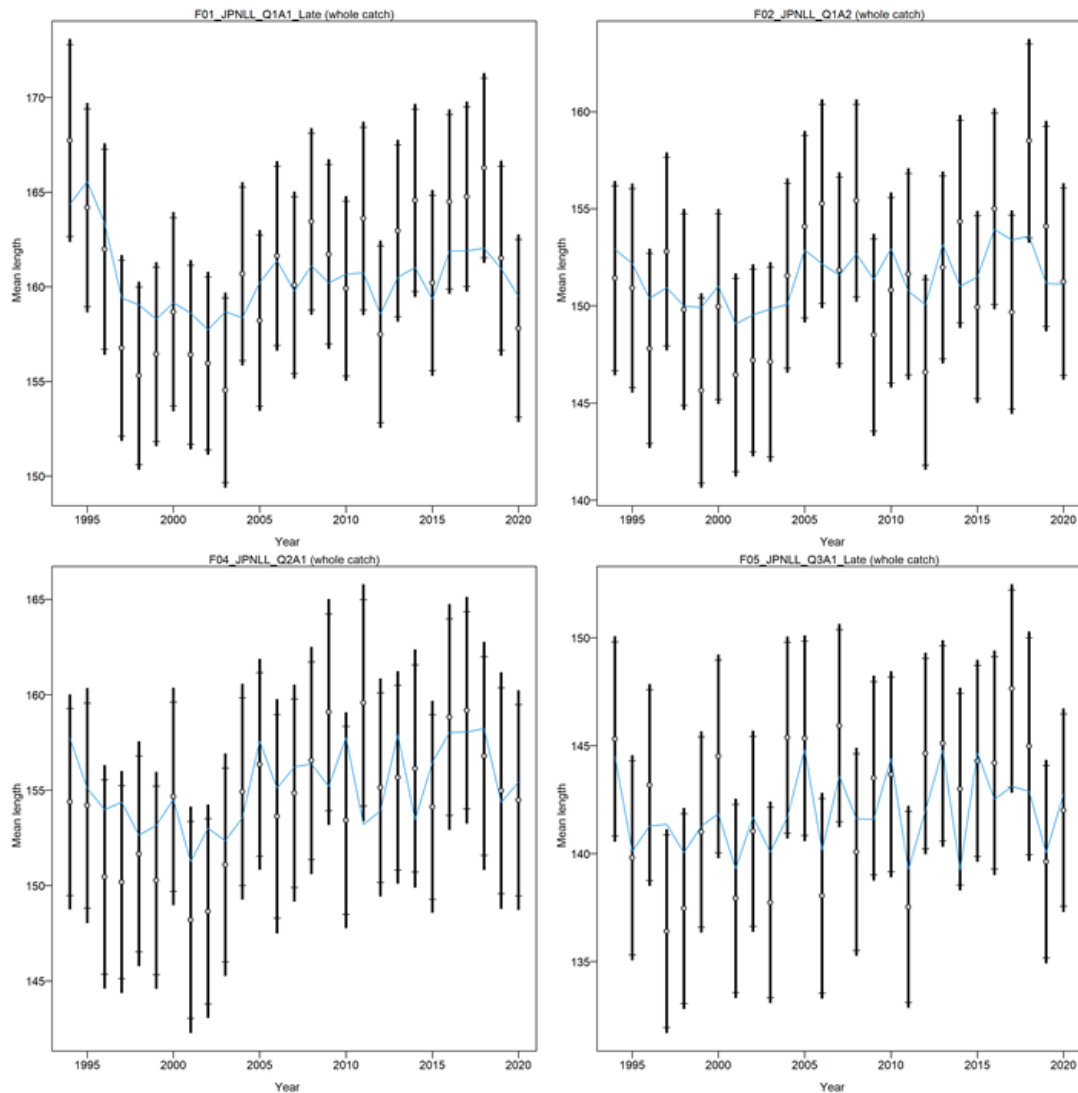 F01_JPNLL_Q1A1_Late (whole catch)
170
165
160
155
150
Mean length
1995 2000 2005 2010 2015 2020
Year
F02_JPNLL_Q1A2 (whole catch)
160
155
150
145
140
Mean length
1995 2000 2005 2010 2015 2020
Year
F04_JPNLL_Q2A1 (whole catch)
165
160
155
150
145
Mean length
1995 2000 2005 2010 2015 2020
Year
F05_JPNLL_Q3A1_Late (whole catch)
150
145
140
135
Mean length
1995 2000 2005 2010 2015 2020
Year